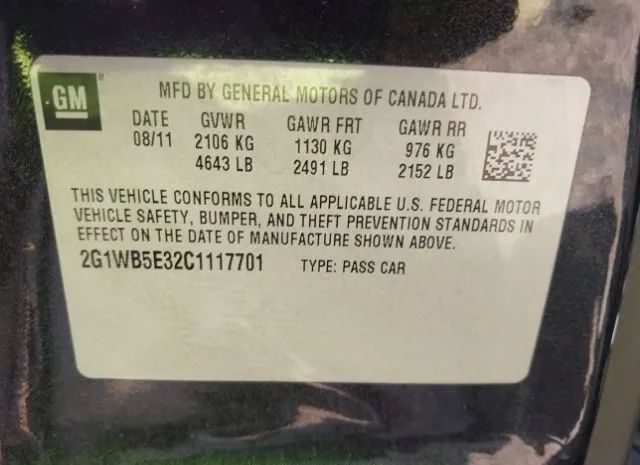 GM ® MFD BY GENERAL MOTORS OF CANADA LTD.
DATE GVWR GAWR FRT GAWR RR
08/11 2106 KG 1130 KG 976 KG
4643 LB 2491 LB 2152 LB
THIS VEHICLE CONFORMS TO ALL APPLICABLE U.S. FEDERAL MOTOR
VEHICLE SAFETY, BUMPER, AND THEFT PREVENTION STANDARDS IN
EFFECT ON THE DATE OF MANUFACTURE SHOWN ABOVE.
2G1WB5E32C1117701 TYPE: PASS CAR